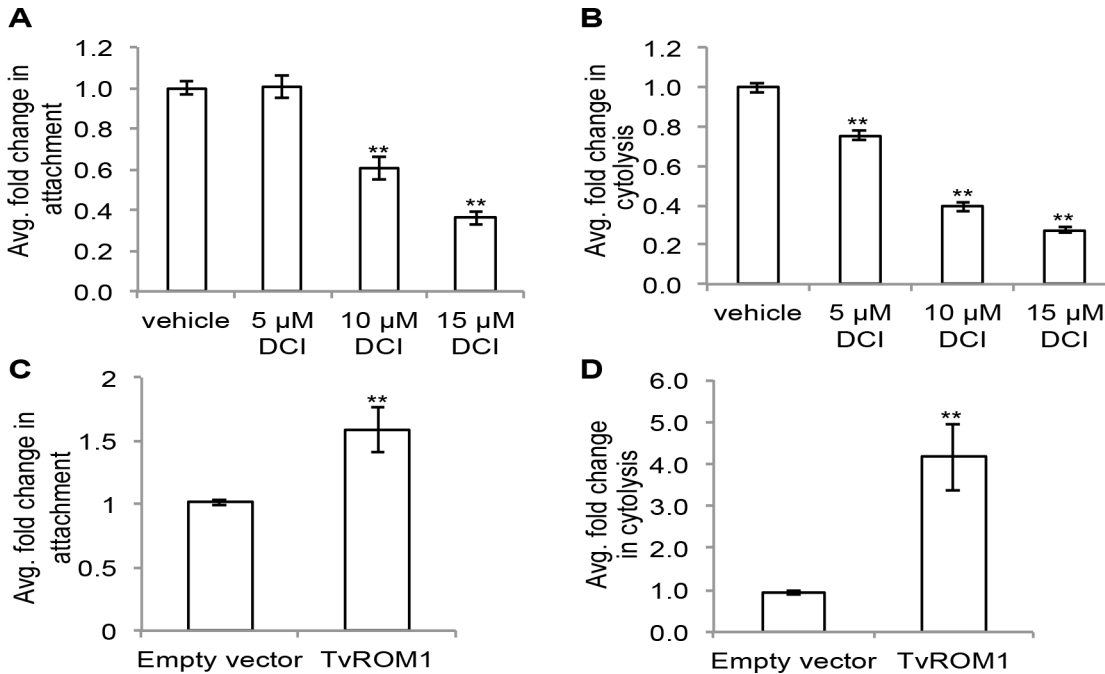 A
Avg. fold change in
attachment
1.2
1.0
0.8
0.6
0.4
0.2
0.0
**
**
vehicle
5 µM
DCI
10 µM
DCI
15 µM
DCI
B
Avg. fold change in
cytolysis
1.2
1.0
0.8
0.6
0.4
0.2
0.0
**
**
**
vehicle
5 µM
DCI
10 µM
DCI
15 µM
DCI
C
Avg. fold change in
attachment
2
1.5
1
0.5
0
**
Empty vector
TvROM1
D
Avg. fold change
in cytolysis
6.0
5.0
4.0
3.0
2.0
1.0
0.0
**
Empty vector
TvROM1